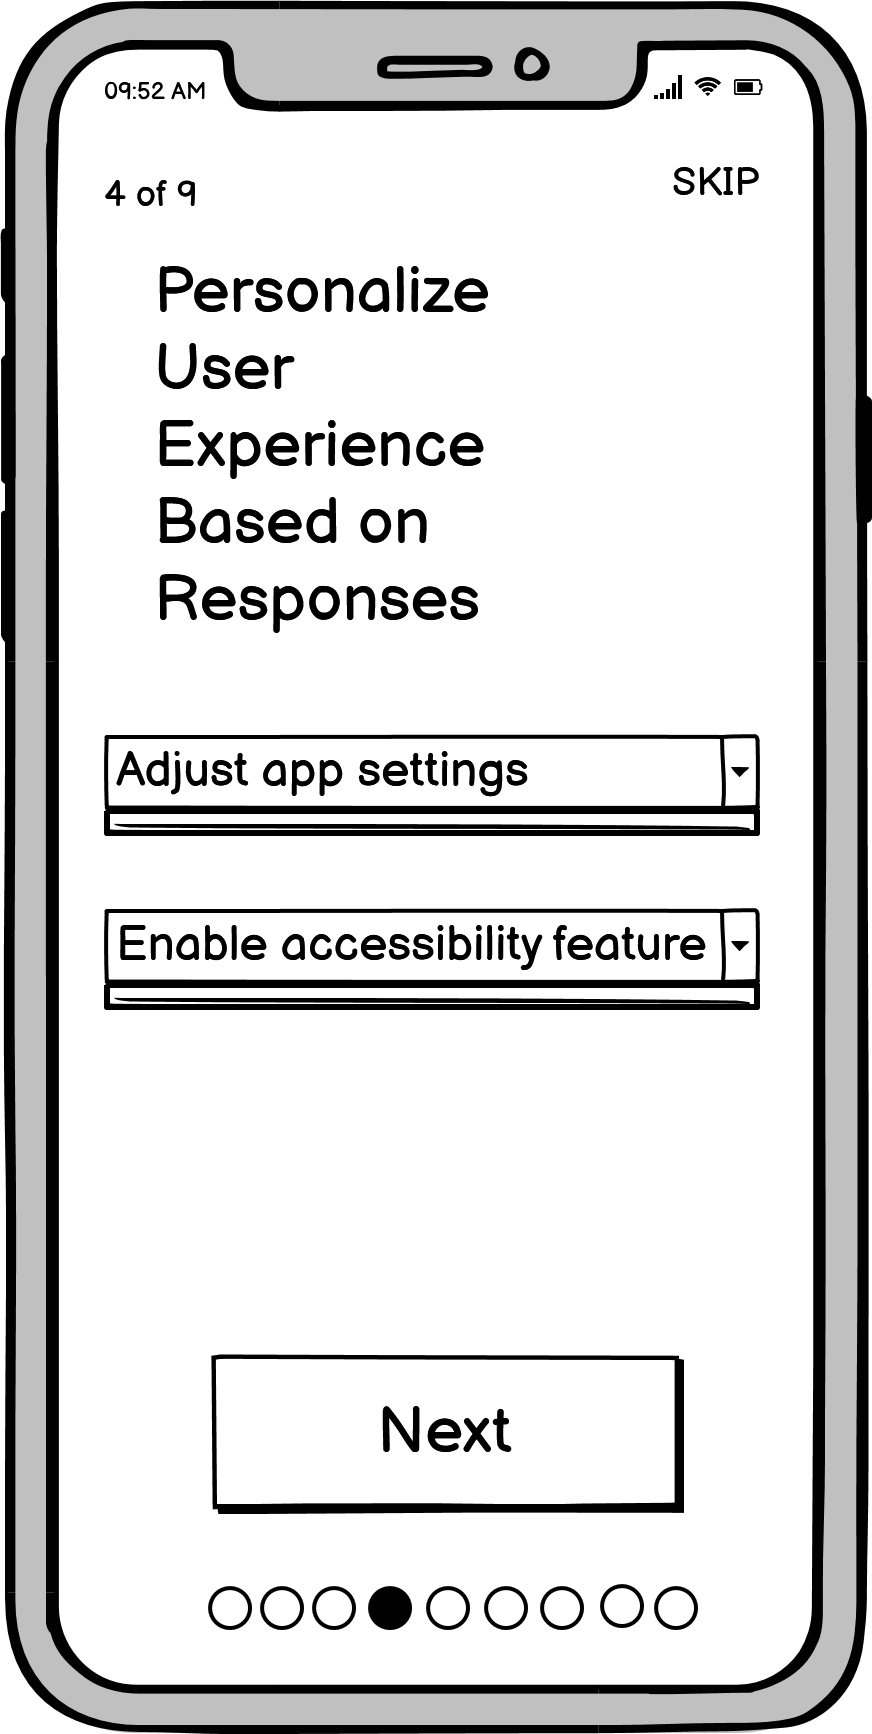 09:52 AM
4 of 9
SKIP
Personalize
User
Experience
Based on
Responses
Adjust app settings
Enable accessibility feature
Next